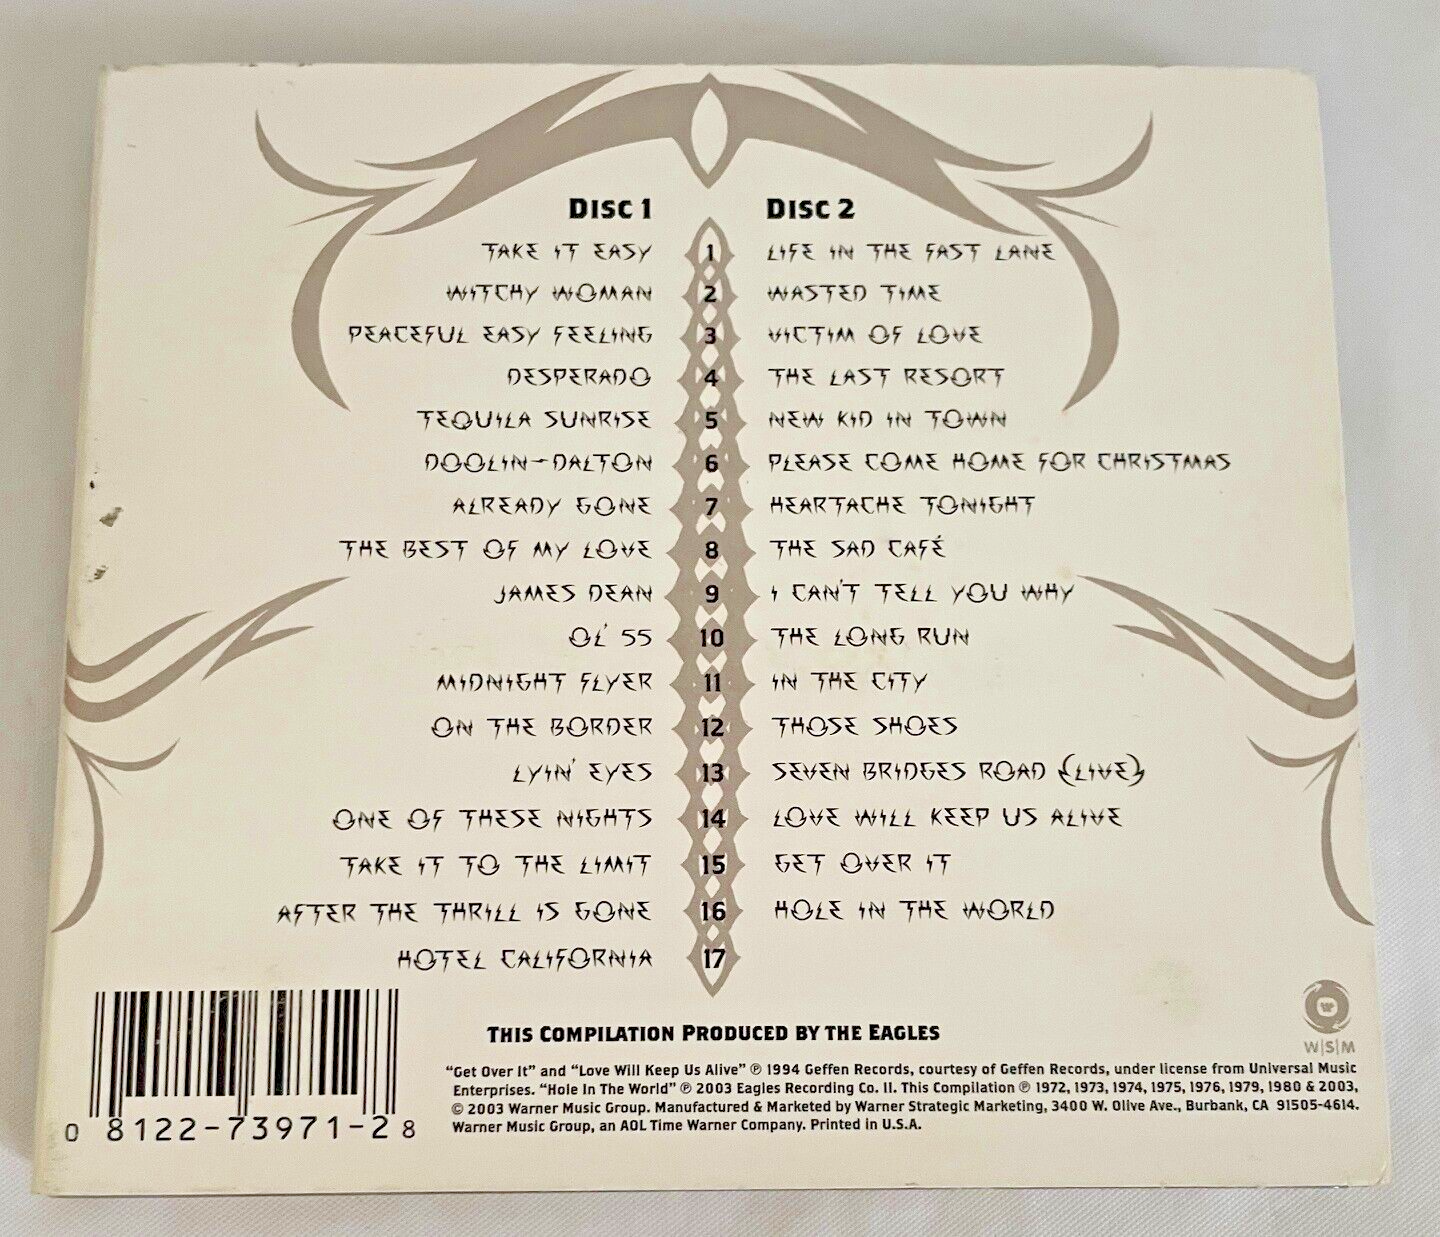 DISC 1
TAKE IT EASY
WITCHY WOMAN
PEACEFUL EASY FEELING
DESPERADO
TEQUILA SUNRISE
DOOLIN-DALTON
ALREADY GONE
THE BEST OF MY LOVE
JAMES DEAN
OL' 55
MIDNIGHT FLYER
ON THE BORDER
LYIN' EYES
ONE OF THESE NIGHTS
TAKE IT TO THE LIMIT
AFTER THE THRILL IS GONE
HOTEL CALIFORNIA
1
2
3
4
5
6
7
8
9
10
11
12
13
14
15
16
17
DISC 2
LIFE IN THE FAST LANE
WASTED TIME
VICTIM OF LOVE
THE LAST RESORT
NEW KID IN TOWN
PLEASE COME HOME FOR CHRISTMAS
HEARTACHE TONIGHT
THE SAD CAFÉ
I CAN'T TELL YOU WHY
THE LONG RUN
IN THE CITY
THOSE SHOES
SEVEN BRIDGES ROAD (LIVE)
LOVE WILL KEEP US ALIVE
GET OVER IT
HOLE IN THE WORLD
0 81227-39712 8
THIS COMPILATION PRODUCED BY THE EAGLES
"Get Over It" and "Love Will Keep Us Alive" ℗ 1994 Geffen Records, courtesy of Geffen Records, under license from Universal Music
Enterprises. "Hole In The World" ℗ 2003 Eagles Recording Co. II. This Compilation ℗ 1972, 1973, 1974, 1975, 1976, 1979, 1980 & 2003,
© 2003 Warner Music Group. Manufactured & Marketed by Warner Strategic Marketing, 3400 W. Olive Ave., Burbank, CA 91505-4614.
Warner Music Group, an AOL Time Warner Company. Printed in U.S.A.
W|S|M